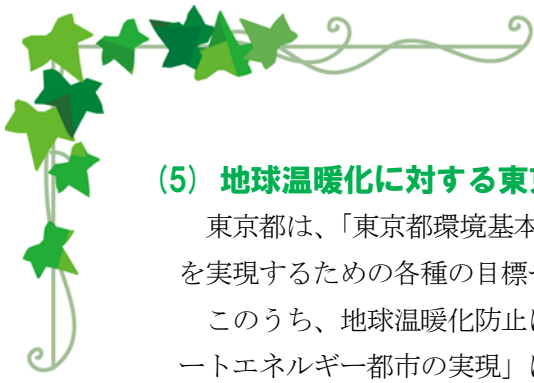 (5) 地球温暖化に対する東
東京都は、「東京都環境基本
を実現するための各種の目標
このうち、地球温暖化防止
ートエネルギー都市の実現」